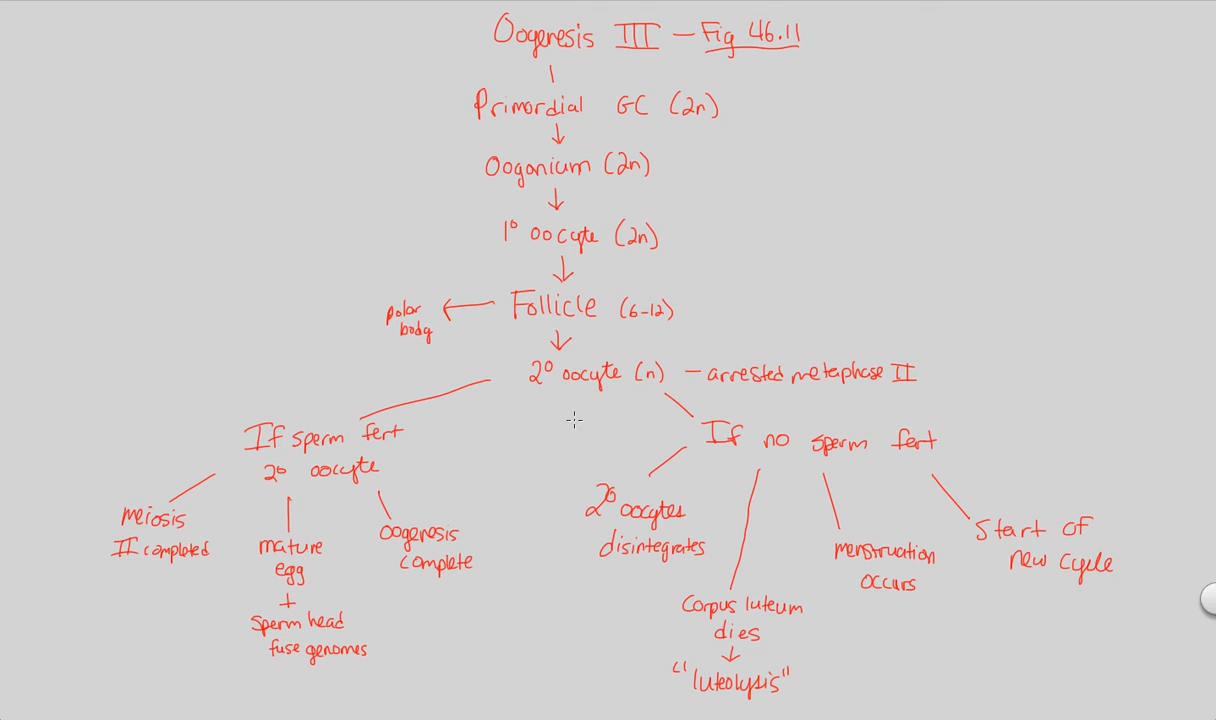 Oogenesis III - Fig 46.11
Primordial GC (2n)
Oogonium (2n)
1° oocyte (2n)
Follicle (6-12)
polar
body
2° oocyte (n) - arrested metaphase II
If sperm fert
2° oocyte
meiosis
II completed
mature
egg
+
sperm head
fuse genomes
oogenesis
complete
If no sperm fert
2° oocytes
disintegrates
Corpus luteum
dies
"luteolysis"
menstruation
occurs
Start of
new cycle